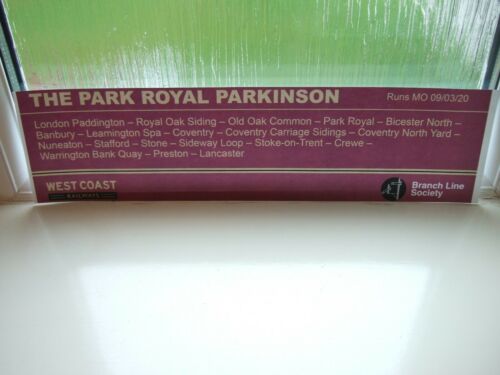 THE PARK ROYAL PARKINSON Runs MO 09/03/20
London Paddington – Royal Oak Siding – Old Oak Common – Park Royal – Bicester North –
Banbury – Leamington Spa – Coventry – Coventry Carriage Sidings – Coventry North Yard –
Nuneaton – Stafford – Stone – Sideway Loop – Stoke-on-Trent – Crewe –
Warrington Bank Quay – Preston – Lancaster
WEST COAST
RAILWAYS
Branch Line
Society